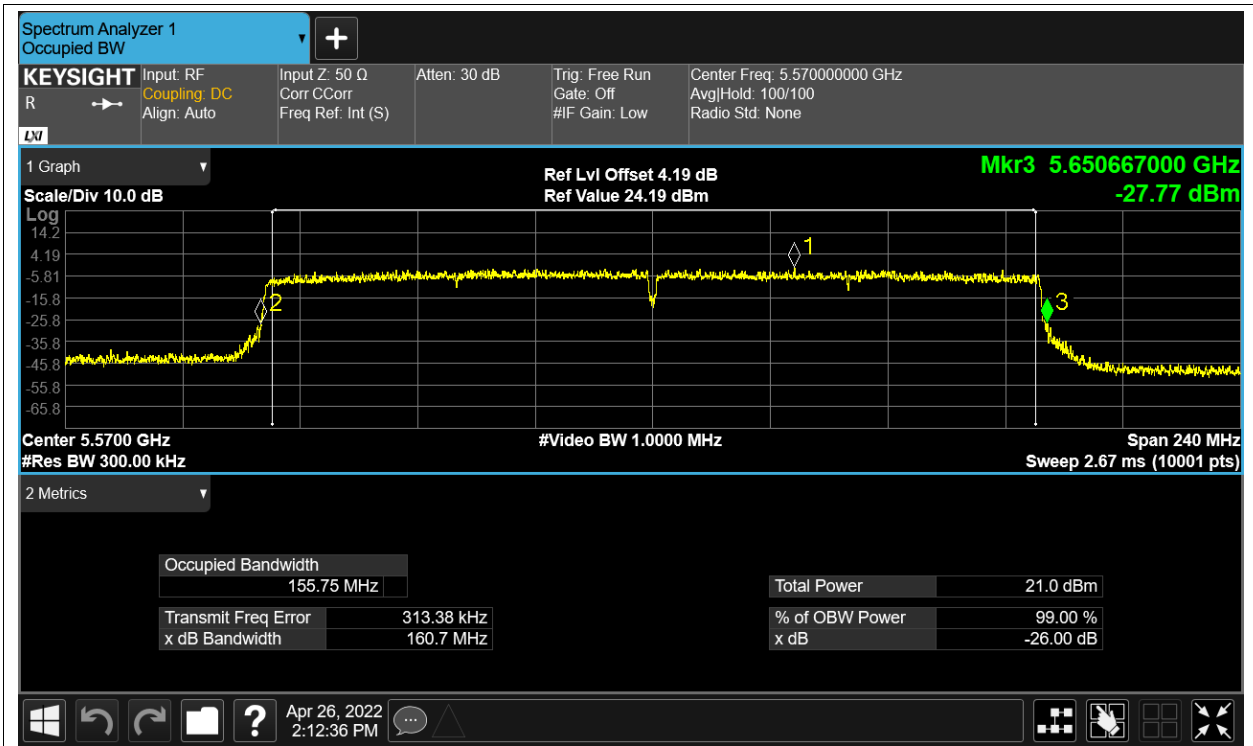 Spectrum Analyzer 1
Occupied BW
KEYSIGHT
R
LXI
Input: RF
Coupling: DC
Align: Auto
Input Z: 50 Ω
Corr CCorr
Freq Ref: Int (S)
Atten: 30 dB
Trig: Free Run
Gate: Off
#IF Gain: Low
Center Freq: 5.570000000 GHz
Avg|Hold: 100/100
Radio Std: None
1 Graph
Scale/Div 10.0 dB
Ref Lvl Offset 4.19 dB
Ref Value 24.19 dBm
Mkr3 5.650667000 GHz
-27.77 dBm
Log
14.2
4.19
-5.81
-15.8
-25.8
-35.8
-45.8
-55.8
-65.8
1
2
3
Center 5.5700 GHz
#Video BW 1.0000 MHz
Span 240 MHz
#Res BW 300.00 kHz
Sweep 2.67 ms (10001 pts)
2 Metrics
Occupied Bandwidth
155.75 MHz
Total Power 21.0 dBm
Transmit Freq Error 313.38 kHz
% of OBW Power 99.00 %
x dB Bandwidth 160.7 MHz
x dB -26.00 dB
?
Apr 26, 2022
2:12:36 PM